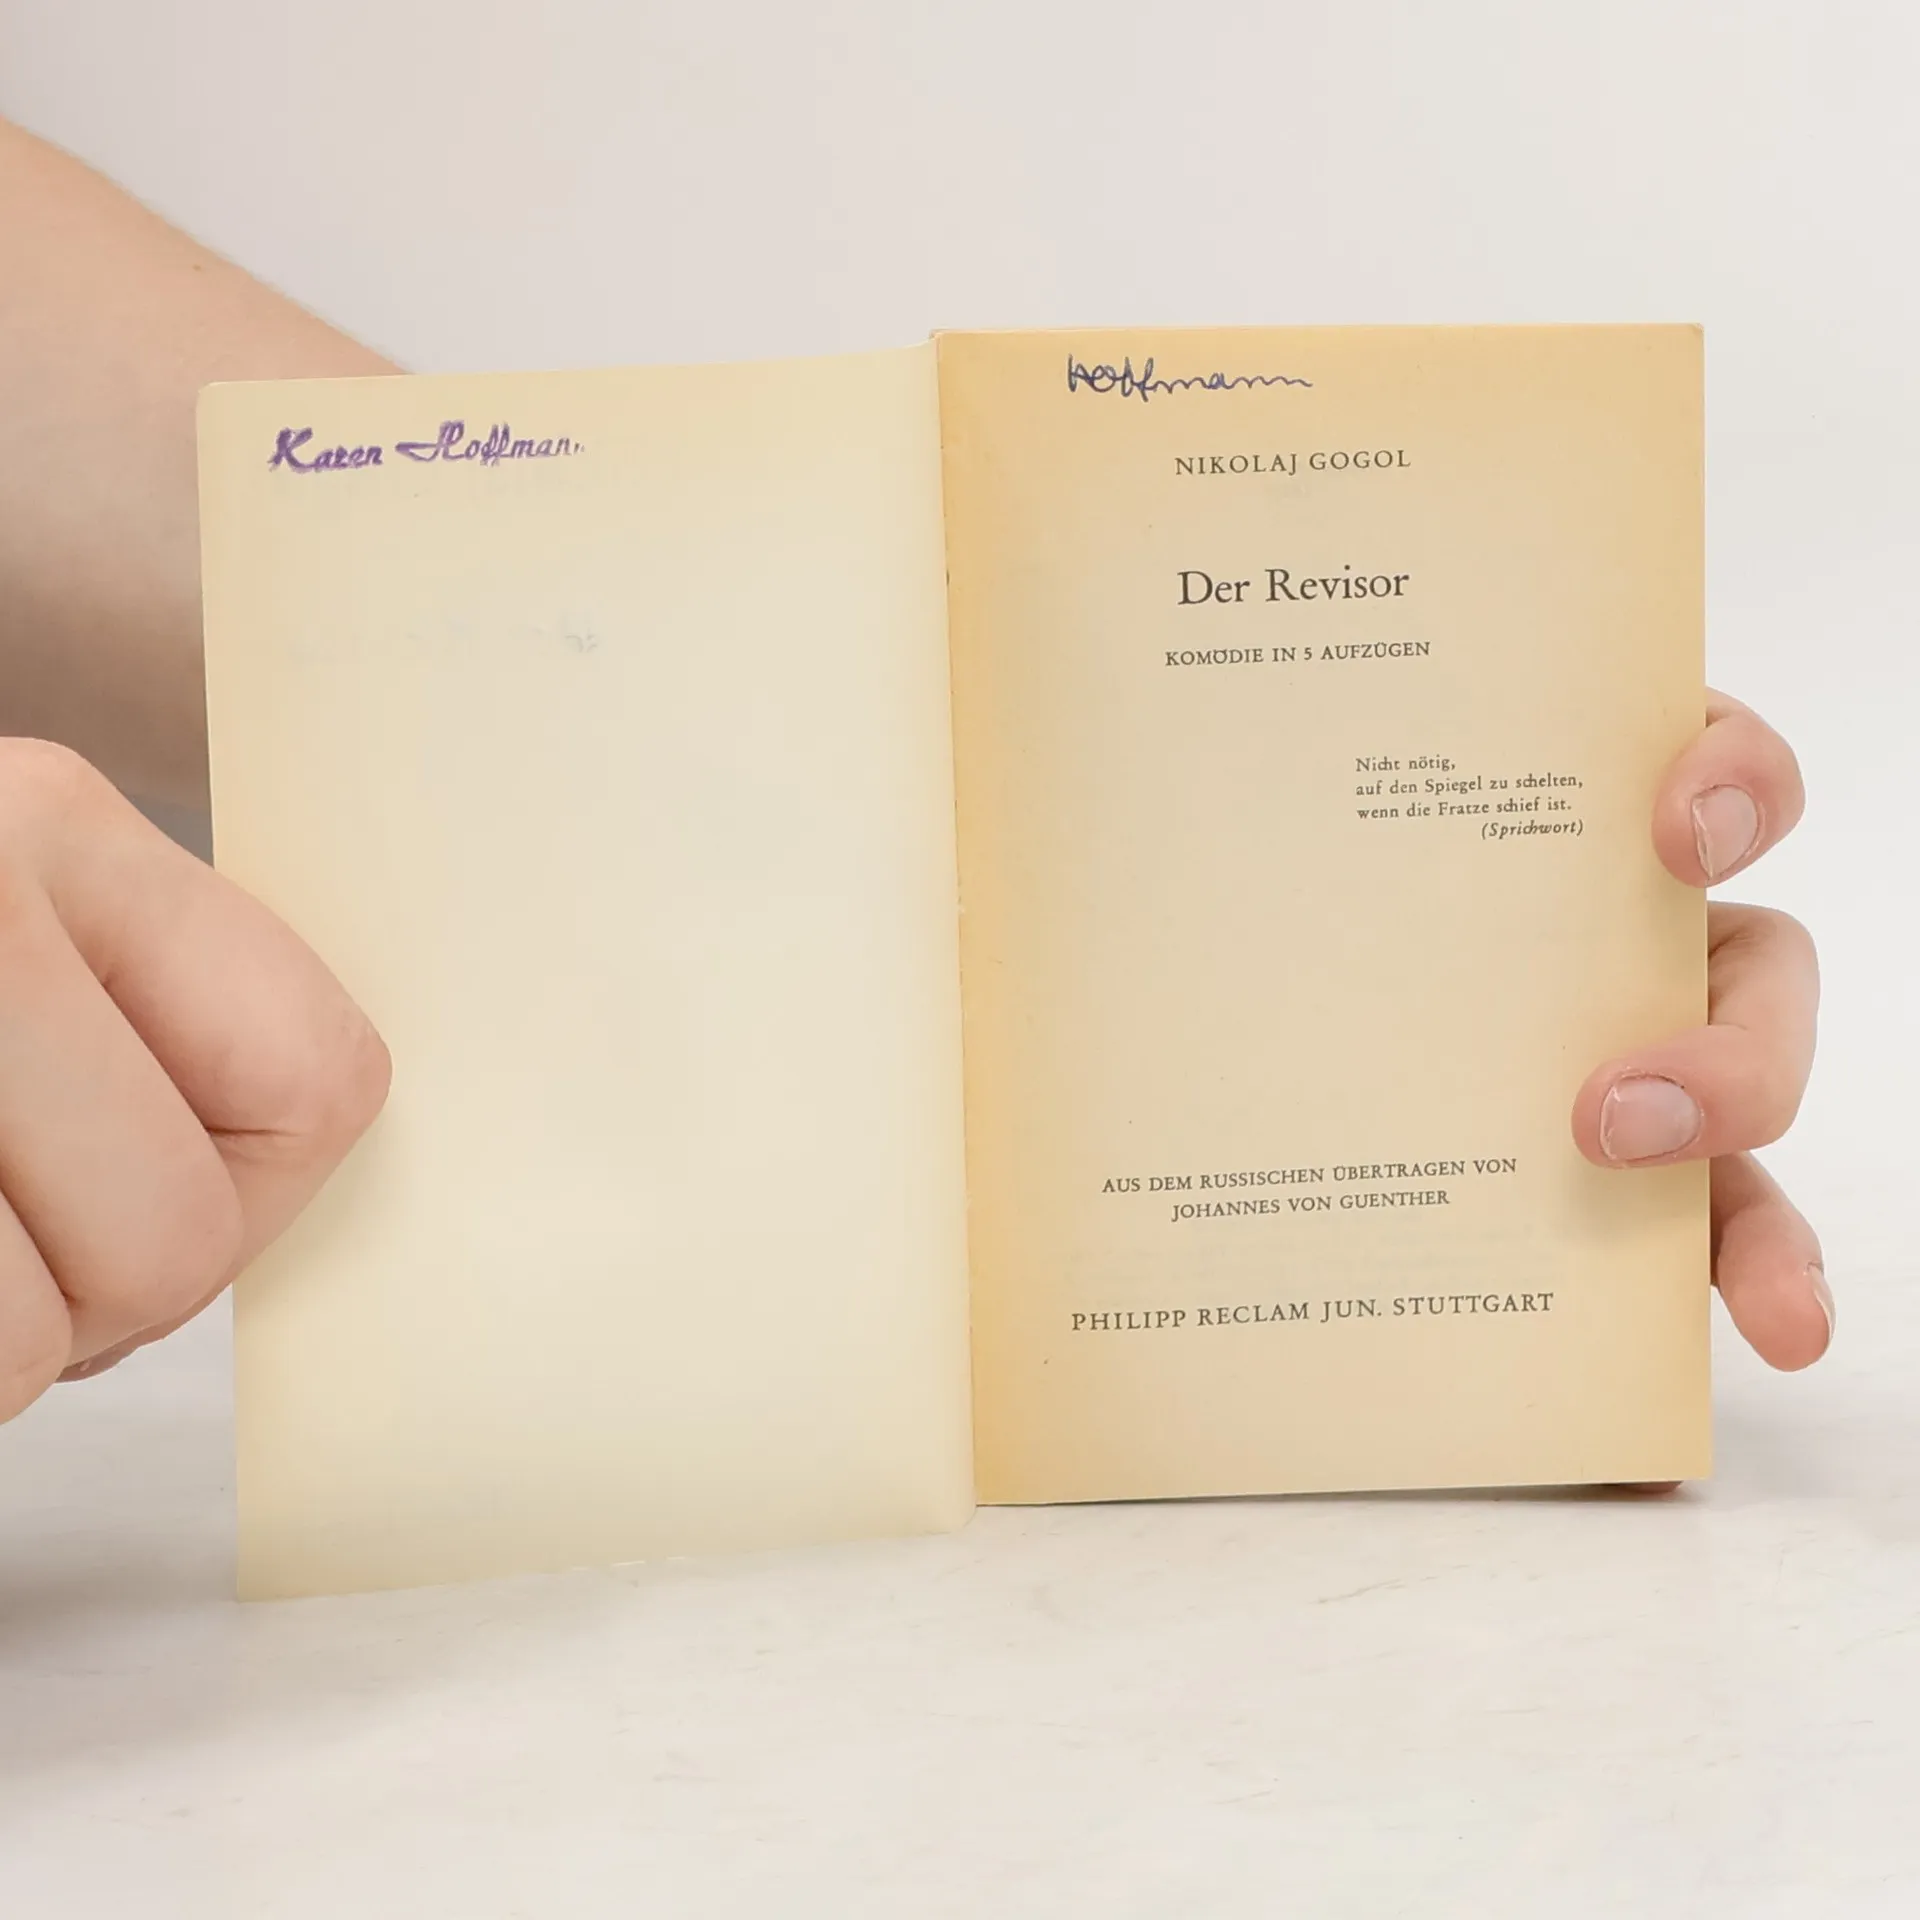 Karen Hoffmann
Hoffmann
NIKOLAJ GOGOL
Der Revisor
KOMÖDIE IN 5 AUFZÜGEN
Nicht nötig,
auf den Spiegel zu schelten,
wenn die Fratze schief ist.
(Sprichwort)
AUS DEM RUSSISCHEN ÜBERTRAGEN VON
JOHANNES VON GUENTHER
PHILIPP RECLAM JUN. STUTTGART